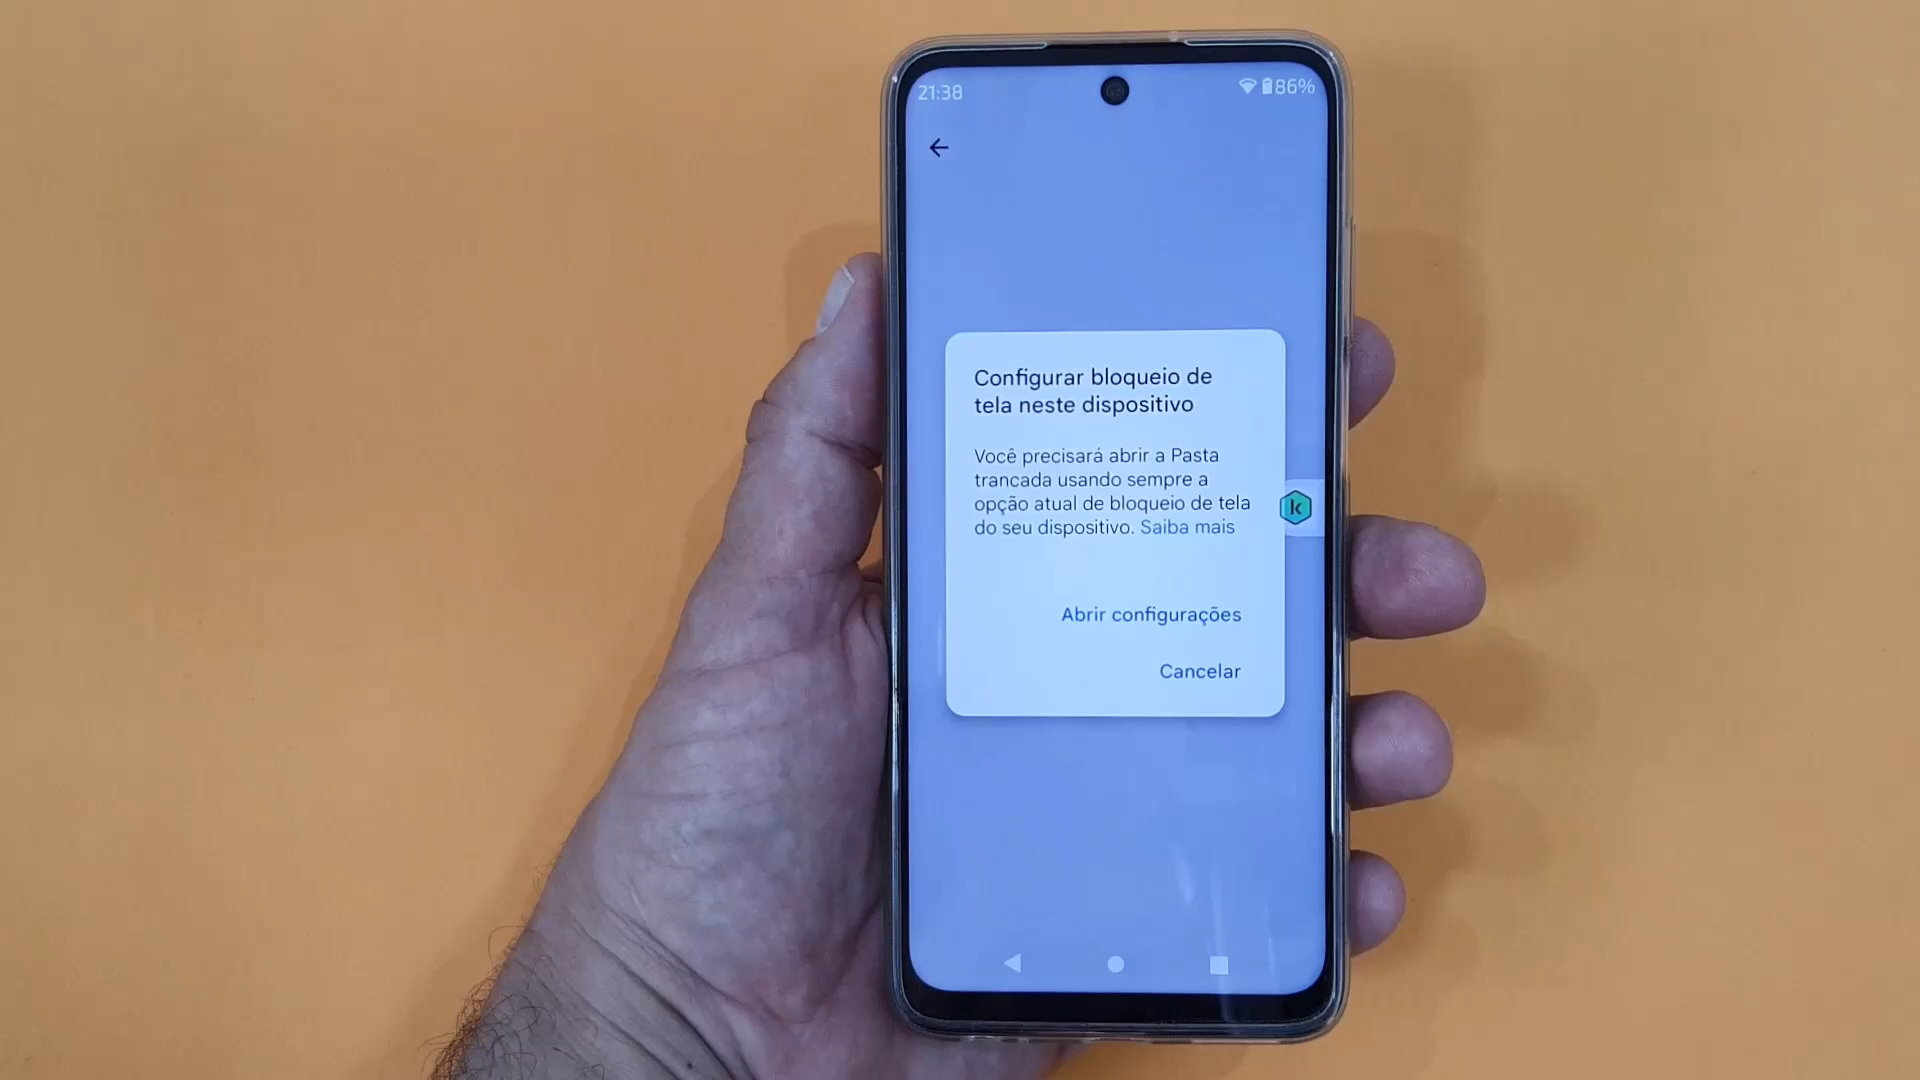 21:38
86%
Configurar bloqueio de
tela neste dispositivo
Você precisará abrir a Pasta
trancada usando sempre a
opção atual de bloqueio de tela
do seu dispositivo. Saiba mais
k
Abrir configurações
Cancelar